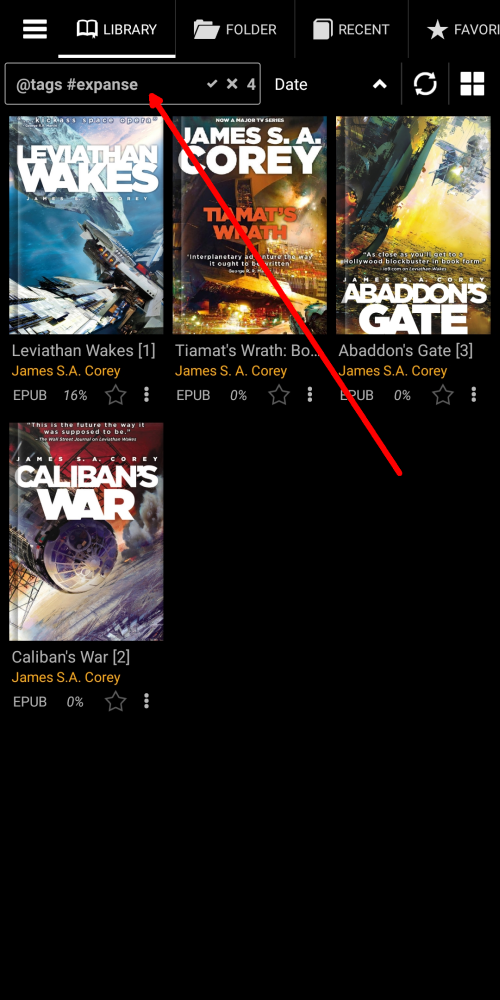 LIBRARY
FOLDER
RECENT
FAVORI
@tags #expanse
4
Date
"...kickass space opera"
LEVIATHAN
WAKES
JAMES S. A. COREY
Leviathan Wakes [1]
James S.A. Corey
EPUB 16%
NOW A MAJOR TV SERIES
JAMES S. A.
COREY
TIAMAT'S
WRATH
'Interplanetary adventure the way
it ought to be written'
George R. R.
Tiamat's Wrath: Bo...
James S. A. Corey
EPUB 0%
"As close as you'll get to a
Hollywood blockbuster in book form."
—io9.com on Leviathan Wakes
JAMES S. A. COREY
ABADDON'S
GATE
Abaddon's Gate [3]
James S.A. Corey
EPUB 0%
"This is the future the way it
was supposed to be."
—The Wall Street Journal on Leviathan Wakes
JAMES S. A. COREY
CALIBAN'S
WAR
Caliban's War [2]
James S.A. Corey
EPUB 0%